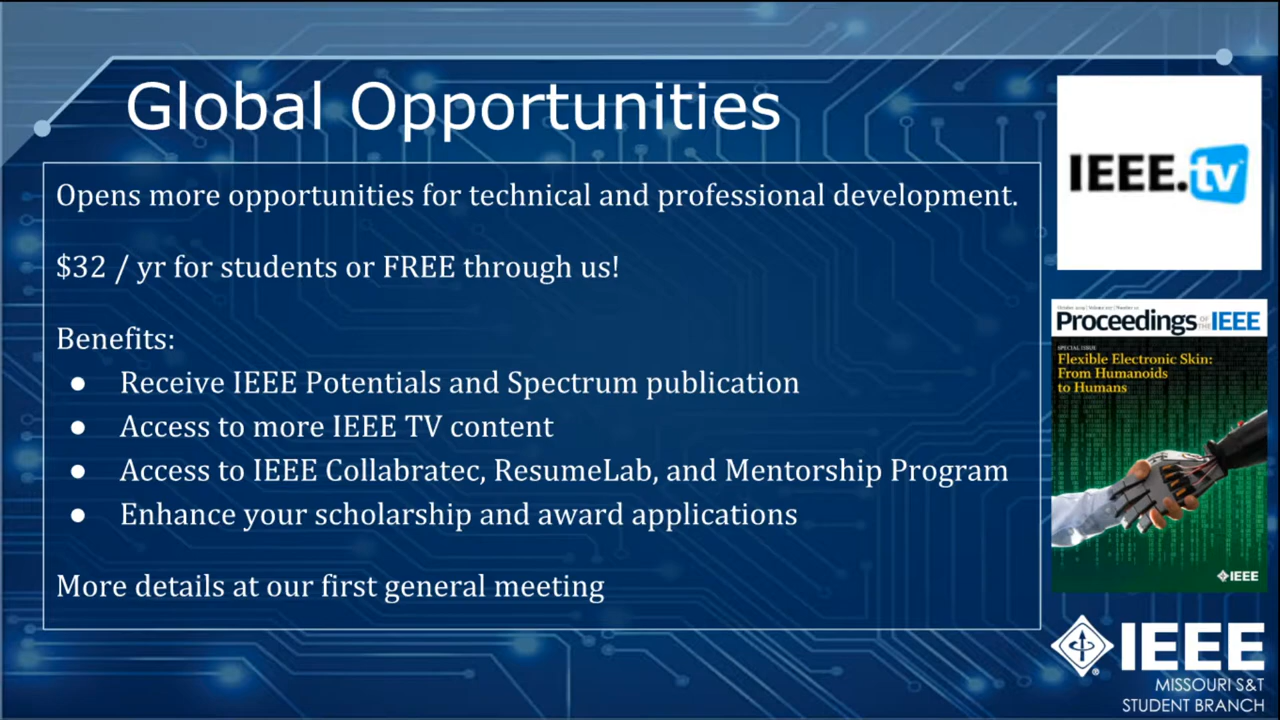 Global Opportunities
Opens more opportunities for technical and professional development.
$32 / yr for students or FREE through us!
Benefits:
● Receive IEEE Potentials and Spectrum publication
● Access to more IEEE TV content
● Access to IEEE Collabratec, ResumeLab, and Mentorship Program
● Enhance your scholarship and award applications
More details at our first general meeting
IEEE.tv
Proceedings OF THE IEEE
SPECIAL ISSUE
Flexible Electronic Skin:
From Humanoids
to Humans
IEEE
IEEE
MISSOURI S&T
STUDENT BRANCH